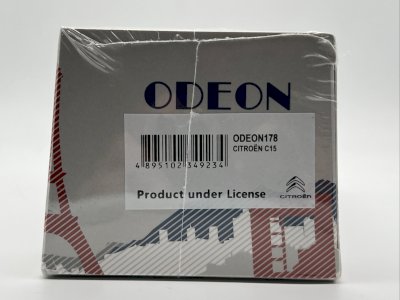 ODEON
ODEON178
CITROËN C15
4 895102 349234
Product under License
CITROËN